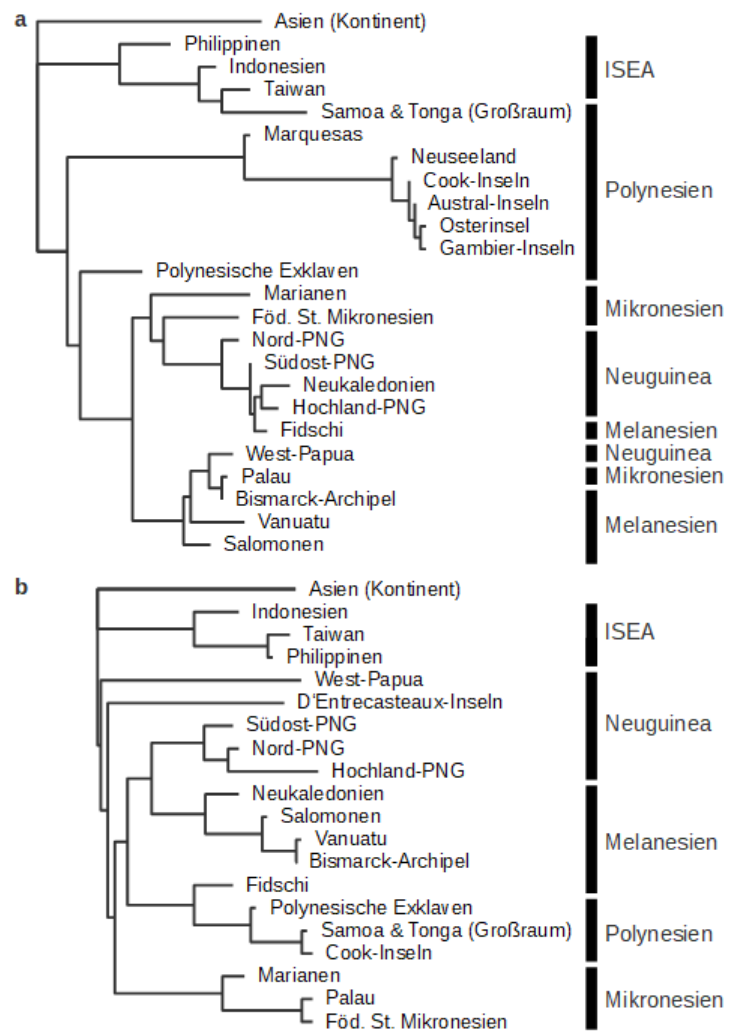 a
Asien (Kontinent)
Philippinen
Indonesien
ISEA
Taiwan
Samoa & Tonga (Großraum)
Marquesas
Neuseeland
Cook-Inseln
Polynesien
Austral-Inseln
Osterinsel
Gambier-Inseln
Polynesische Exklaven
Marianen
Mikronesien
Föd. St. Mikronesien
Nord-PNG
Südost-PNG
Neuguinea
Neukaledonien
Hochland-PNG
Fidschi
Melanesien
West-Papua
Neuguinea
Palau
Mikronesien
Bismarck-Archipel
Vanuatu
Melanesien
Salomonen
b
Asien (Kontinent)
Indonesien
Taiwan
ISEA
Philippinen
West-Papua
D'Entrecasteaux-Inseln
Südost-PNG
Neuguinea
Nord-PNG
Hochland-PNG
Neukaledonien
Salomonen
Vanuatu
Melanesien
Bismarck-Archipel
Fidschi
Polynesische Exklaven
Samoa & Tonga (Großraum)
Polynesien
Cook-Inseln
Marianen
Palau
Mikronesien
Föd. St. Mikronesien